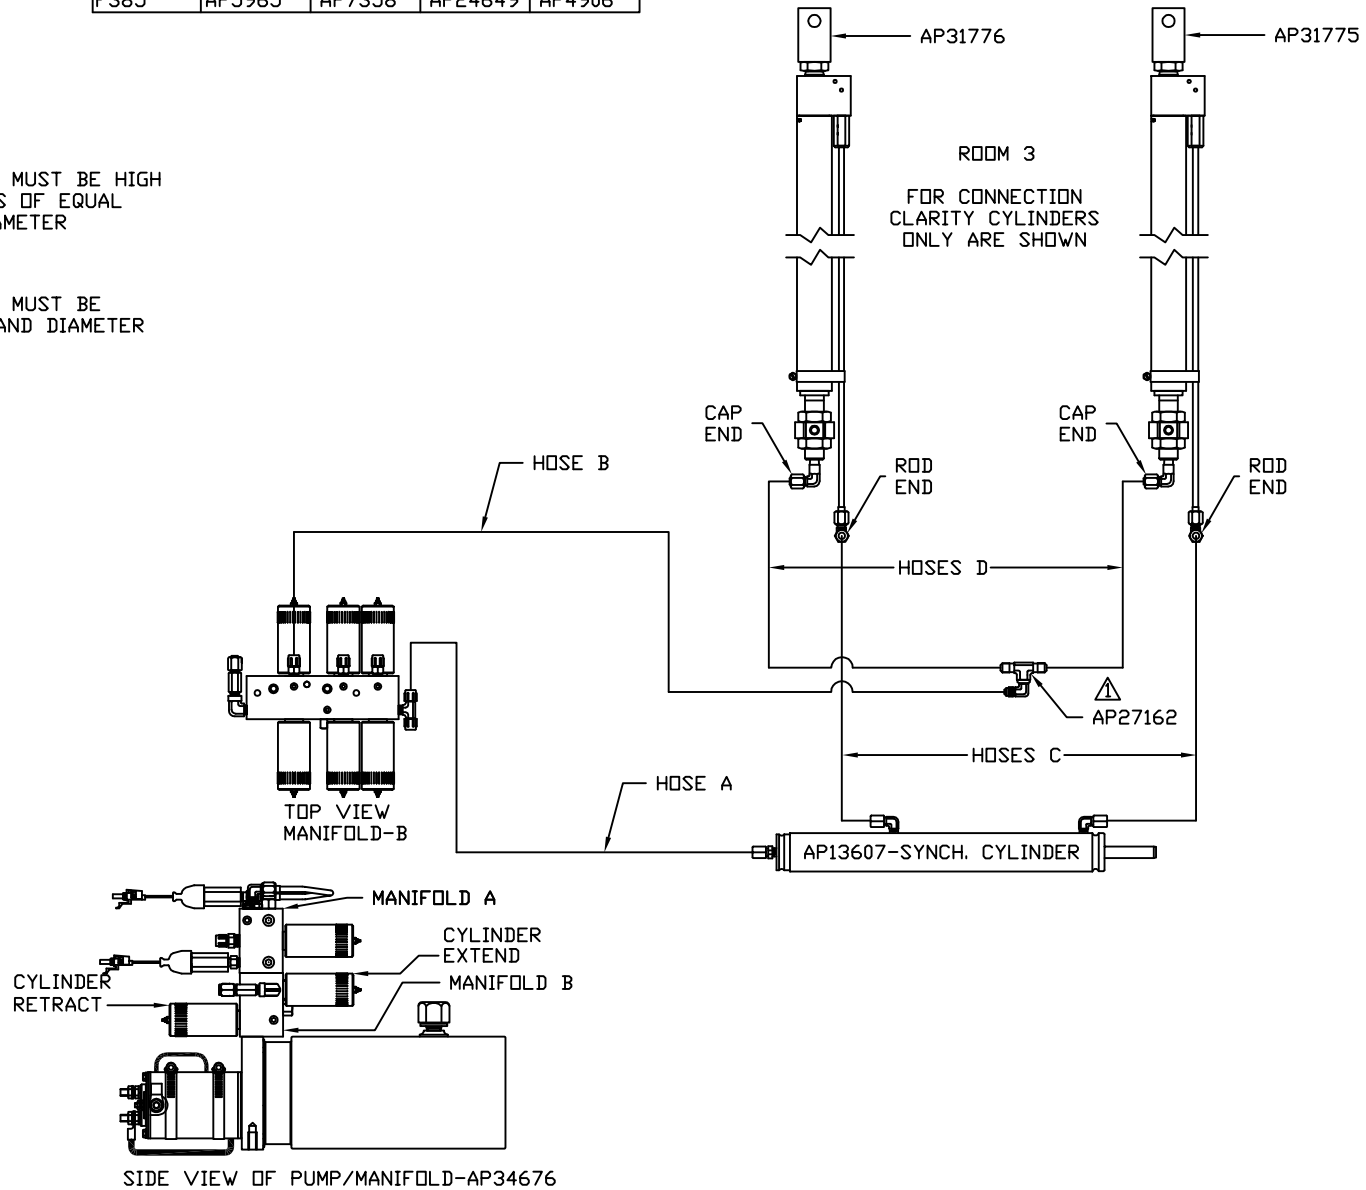 AP31776
AP31775
MUST BE HIGH
OF EQUAL
ROOM 3
FOR CONNECTION
CLARITY CYLINDERS
ONLY ARE SHOWN
MUST BE
AND DIAMETER
CAP
END
CAP
END
HOSE B
ROD
END
ROD
END
HOSES D
1
AP27162
HOSES C
HOSE A
TOP VIEW
MANIFOLD-B
AP13607-SYNCH. CYLINDER
MANIFOLD A
CYLINDER
EXTEND
CYLINDER
RETRACT
MANIFOLD B
SIDE VIEW OF PUMP/MANIFOLD-AP34676